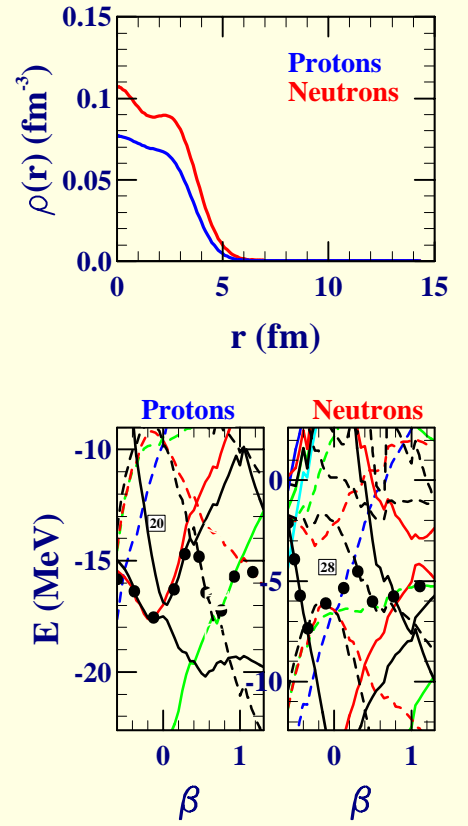 0.15
0.1
0.05
0.0
ρ(r) (fm⁻³)
Protons
Neutrons
0 5 10 15
r (fm)
Protons Neutrons
-10
-15
-20
E (MeV)
20
0
-5
-10
28
0 1 0 1
β β